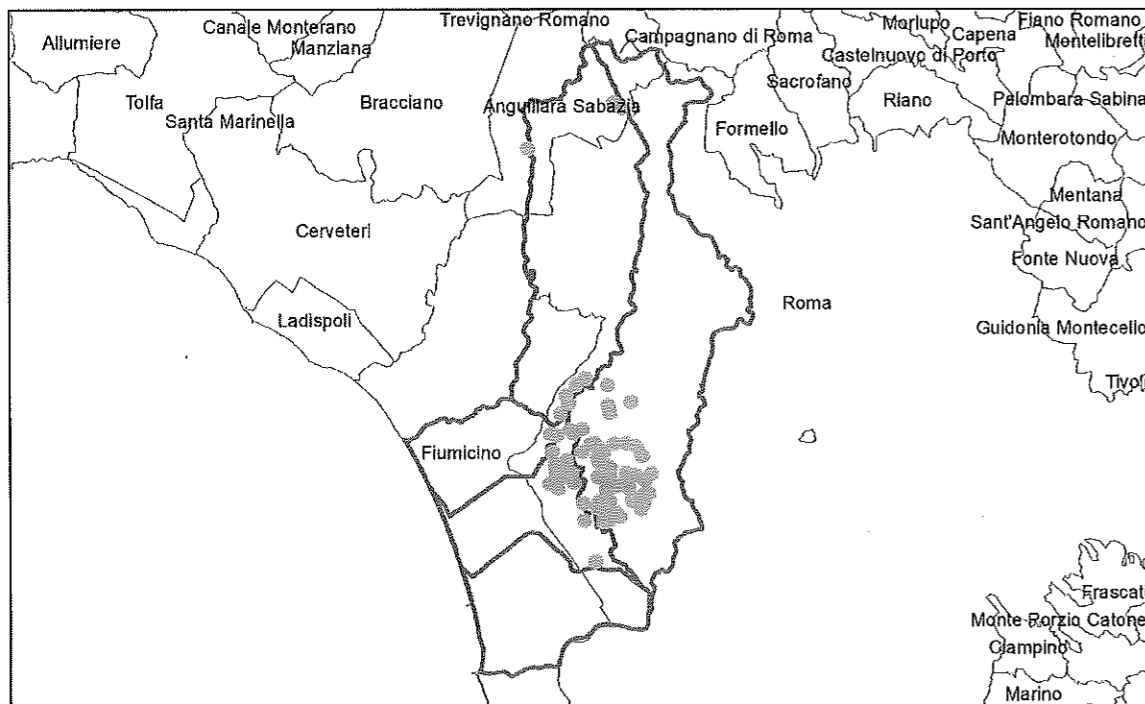 Trevignano Romano
Morlupo
Fiano Romano
Canale Monterano
Campagnano di Roma
Capena
Allumiere
Manziana
Castelnuovo di Porto
Montelibretti
Sacrofano
Tolfa
Bracciano
Anguillara Sabazia
Riano
Palombara Sabina
Santa Marinella
Formello
Monterotondo
Mentana
Sant'Angelo Romano
Cerveteri
Fonte Nuova
Roma
Ladispoli
Guidonia Montecelio
Tivoli
Fiumicino
Frascati
Monte Porzio Catone
Ciampino
Marino